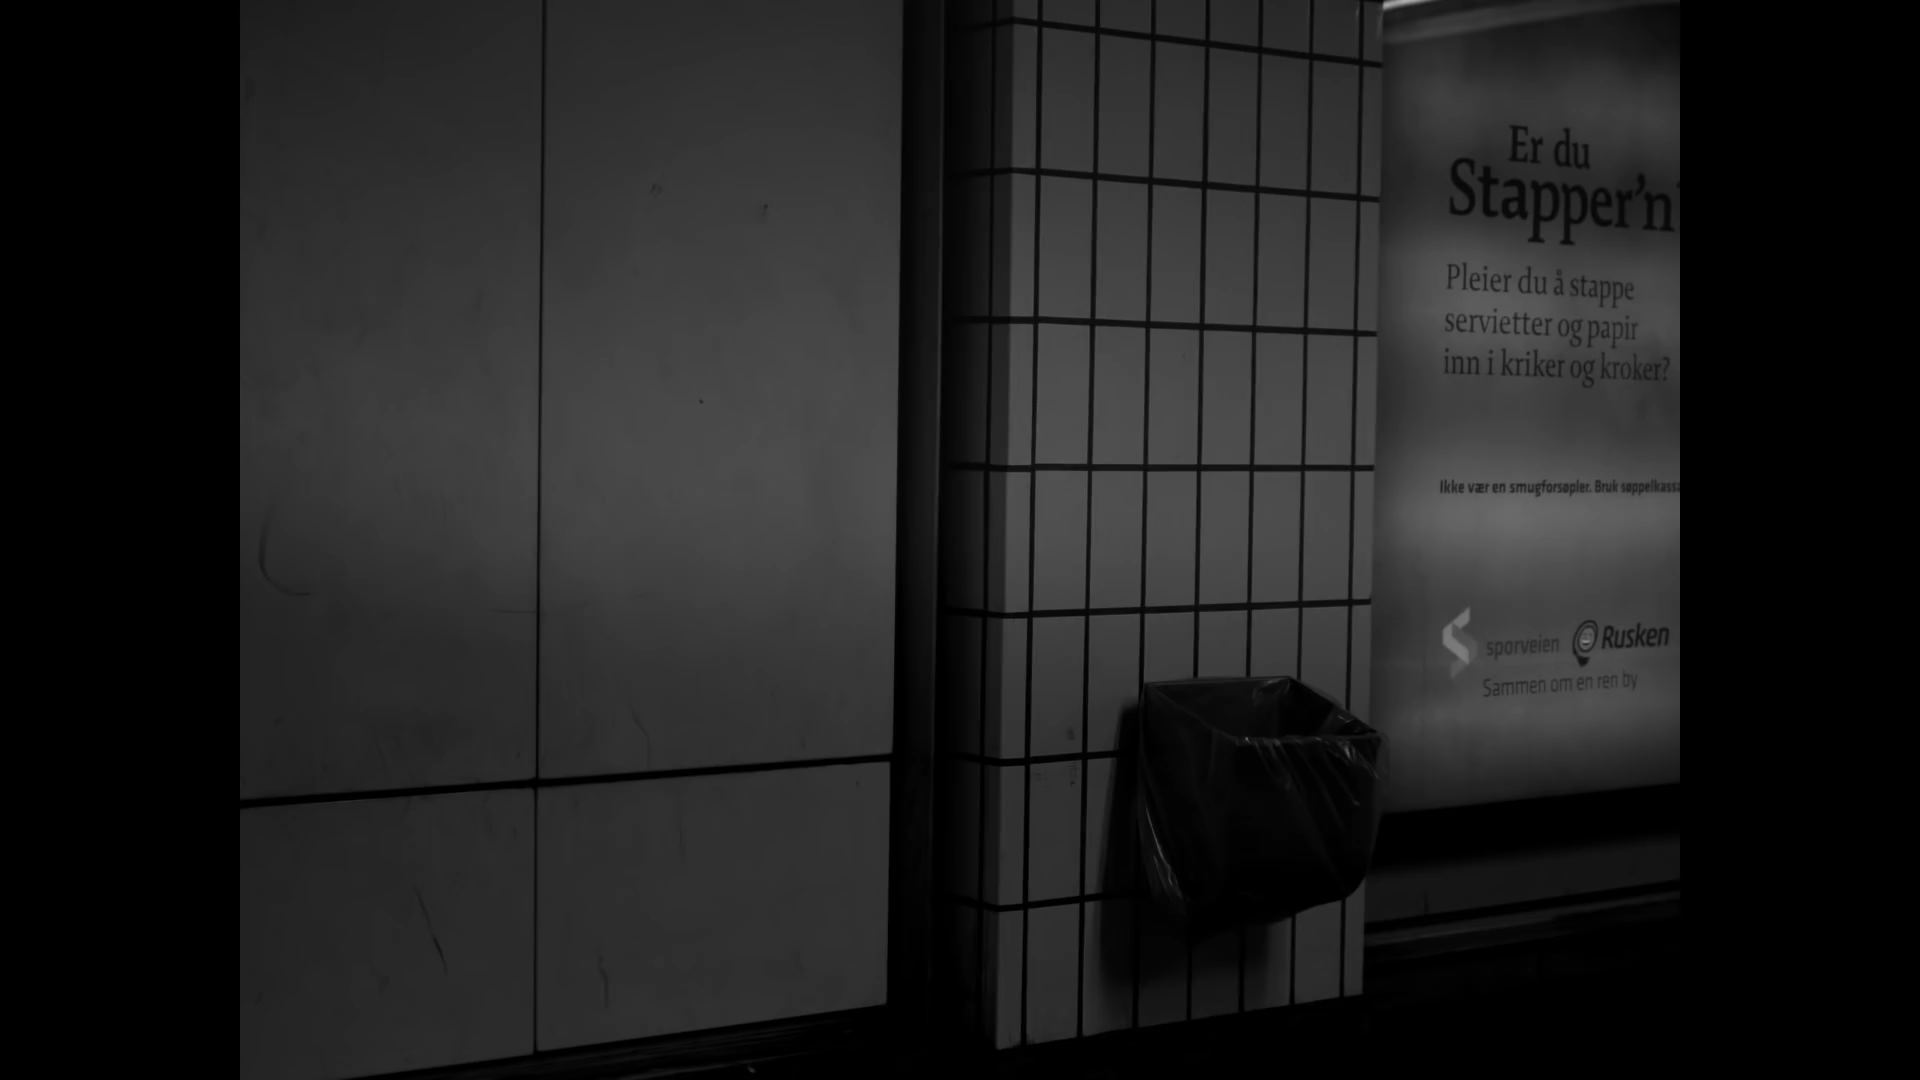 Er du
Stapper'n
Pleier du å stappe
servietter og papir
inn i kriker og kroker?
Ikke vær en smugforsøpler. Bruk søppelkassa
sporveien Rusken
Sammen om en ren by